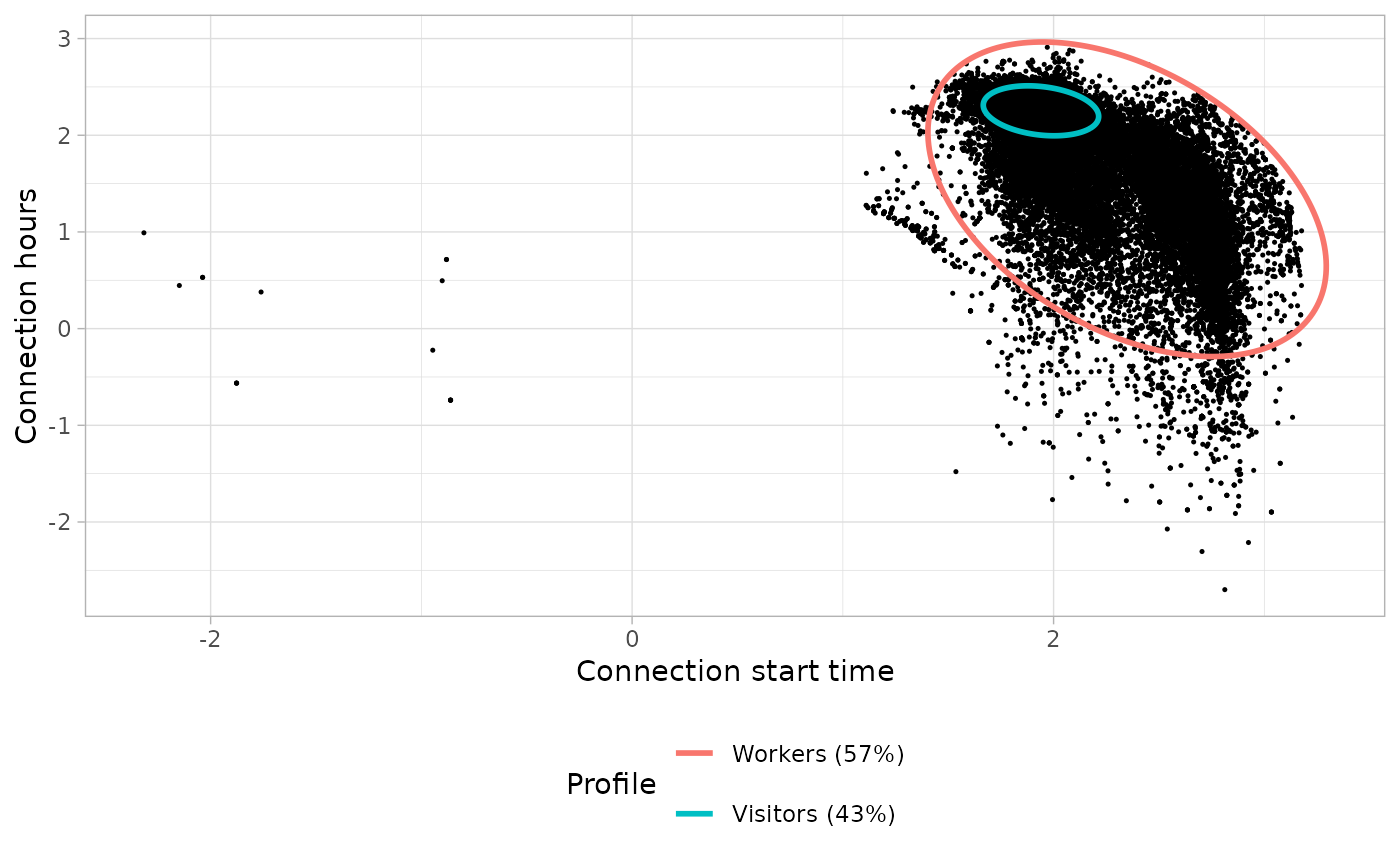 3
2
1
0
-1
-2
Connection hours
-2 0 2
Connection start time
Profile
Workers (57%)
Visitors (43%)